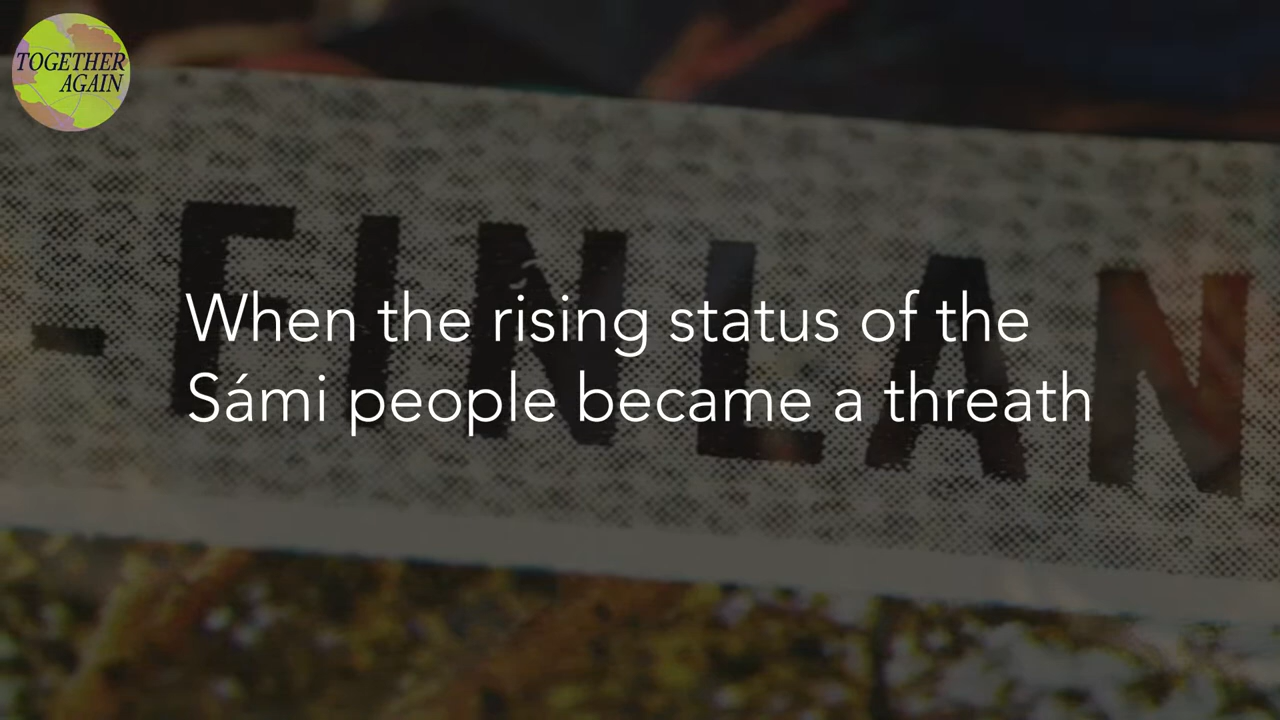 TOGETHER
AGAIN
- FINLAN
When the rising status of the
Sámi people became a threath